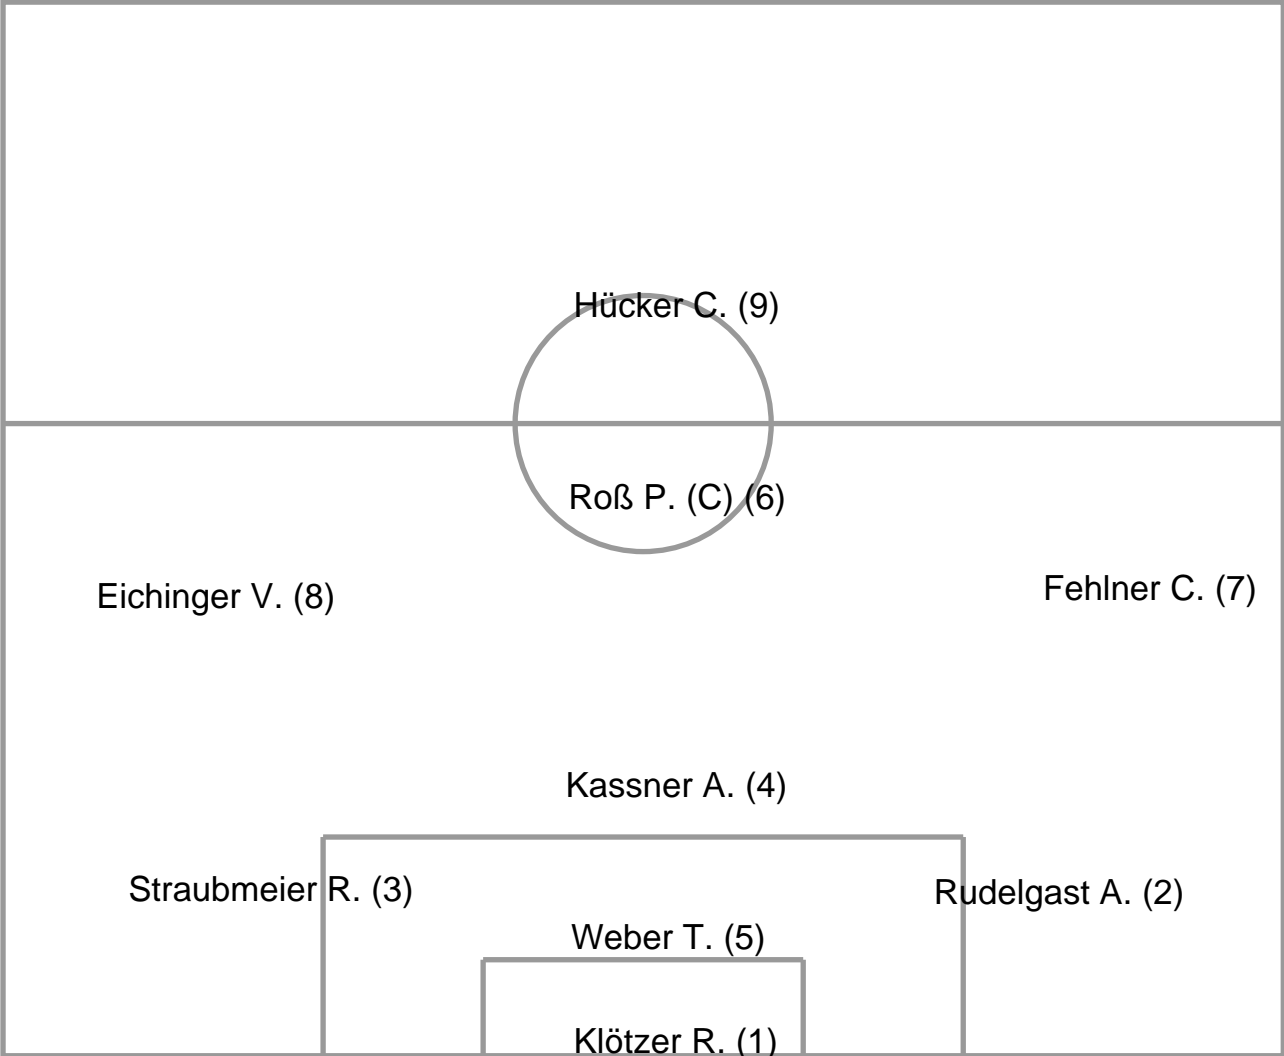 Hücker C. (9)
Roß P. (C) (6)
Eichinger V. (8)
Fehlner C. (7)
Kassner A. (4)
Straubmeier R. (3)
Rudelgast A. (2)
Weber T. (5)
Klötzer R. (1)